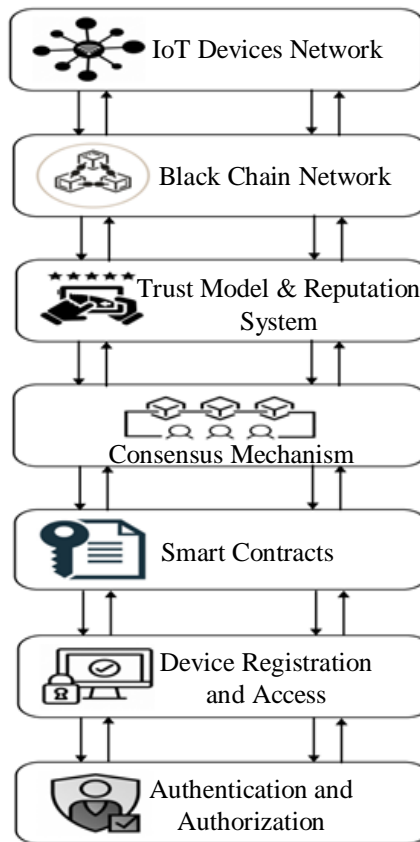 IoT Devices Network
Black Chain Network
Trust Model & Reputation
System
Consensus Mechanism
Smart Contracts
Device Registration
and Access
Authentication and
Authorization